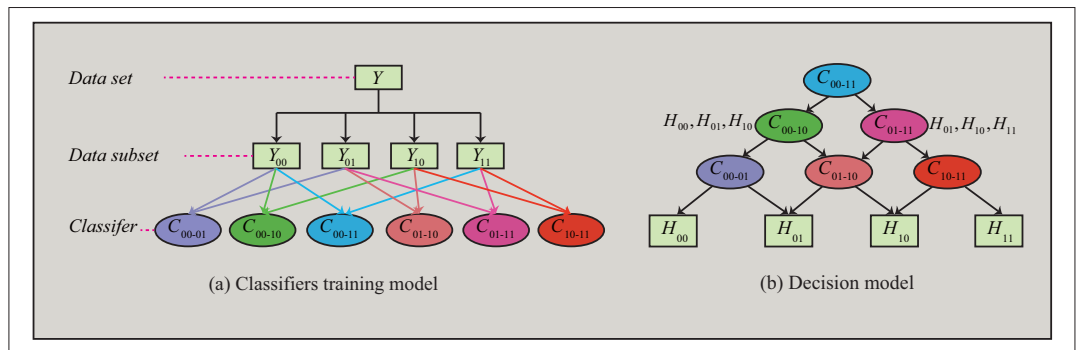 Data set
Y
Data subset
Y00 Y01 Y10 Y11
Classifer
C00-01 C00-10 C00-11 C01-10 C01-11 C10-11
(a) Classifiers training model
C00-11
H00, H01, H10
C00-10
C01-11
H01, H10, H11
C00-01 C01-10 C10-11
H00 H01 H10 H11
(b) Decision model